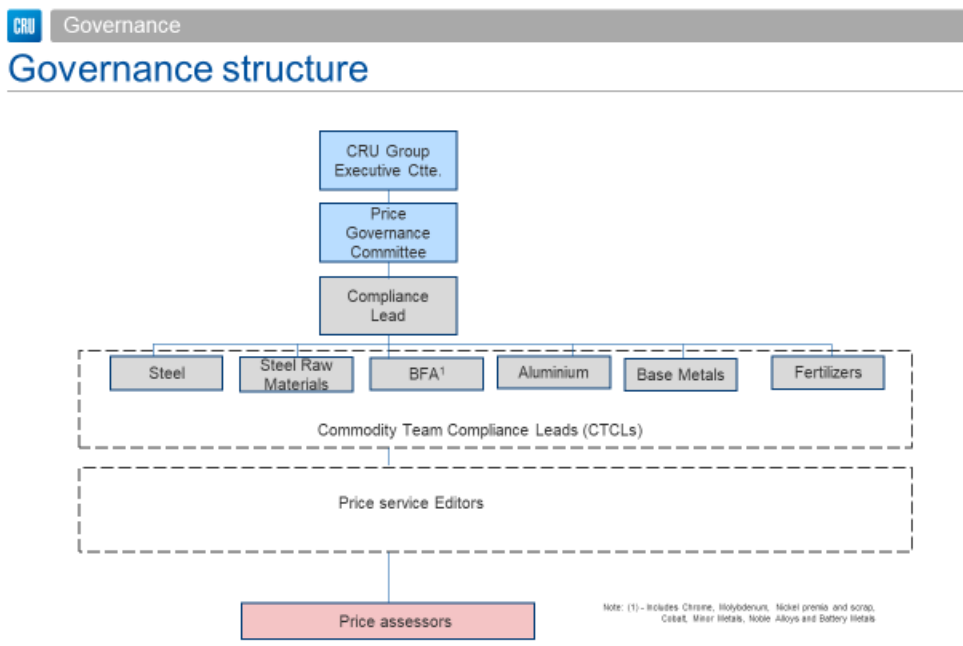 CRU
Governance
Governance structure
CRU Group
Executive Ctte.
Price
Governance
Committee
Compliance
Lead
Steel
Steel Raw
Materials
BFA¹
Aluminium
Base Metals
Fertilizers
Commodity Team Compliance Leads (CTCLs)
Price service Editors
Price assessors
Note: (1) - Includes Chrome, Molybdenum, Nickel premia and scrap,
Cobalt, Minor Metals, Noble Alloys and Battery Metals